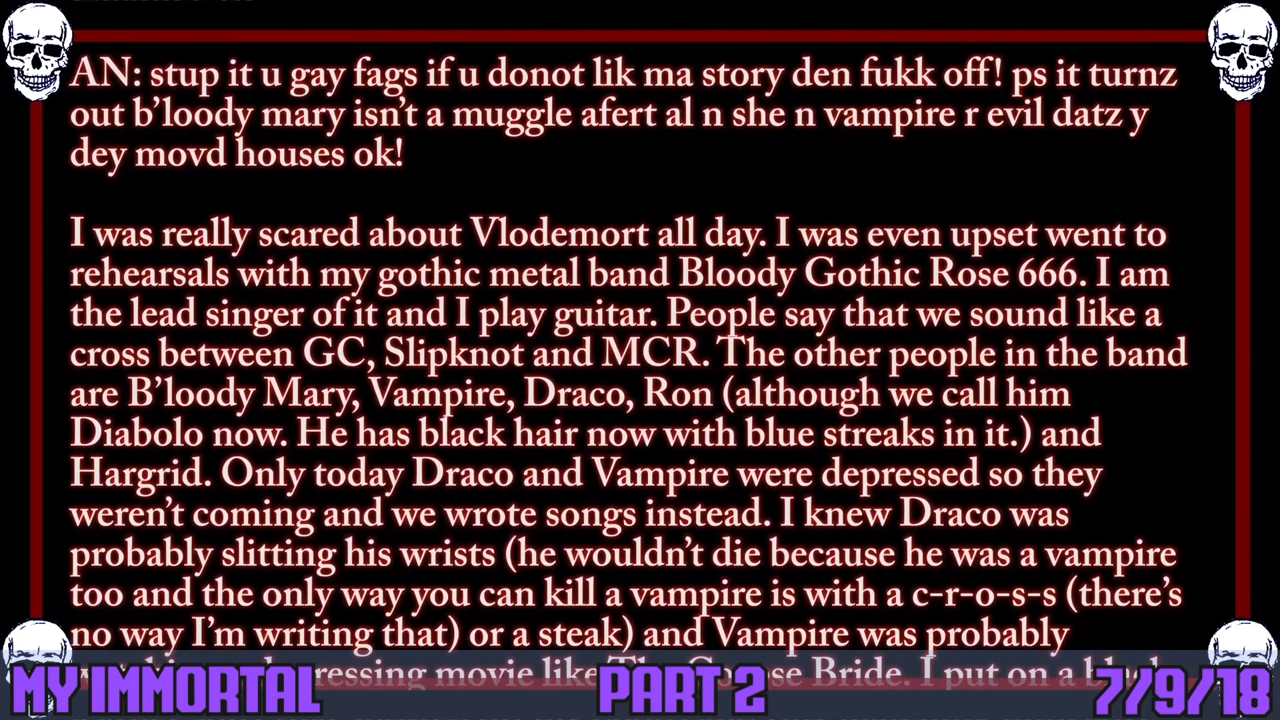 AN: stup it u gay fags if u donot lik ma story den fukk off! ps it turnz
out b'loody mary isn't a muggle afert al n she n vampire r evil datz y
dey movd houses ok!
I was really scared about Vlodemort all day. I was even upset went to
rehearsals with my gothic metal band Bloody Gothic Rose 666. I am
the lead singer of it and I play guitar. People say that we sound like a
cross between GC, Slipknot and MCR. The other people in the band
are B'loody Mary, Vampire, Draco, Ron (although we call him
Diabolo now. He has black hair now with blue streaks in it.) and
Hargrid. Only today Draco and Vampire were depressed so they
weren't coming and we wrote songs instead. I knew Draco was
probably slitting his wrists (he wouldn't die because he was a vampire
too and the only way you can kill a vampire is with a c-r-o-s-s (there's
no way I'm writing that) or a steak) and Vampire was probably
movie like Bride. I put on a
MY IMMORTAL
PART 2
7/9/18